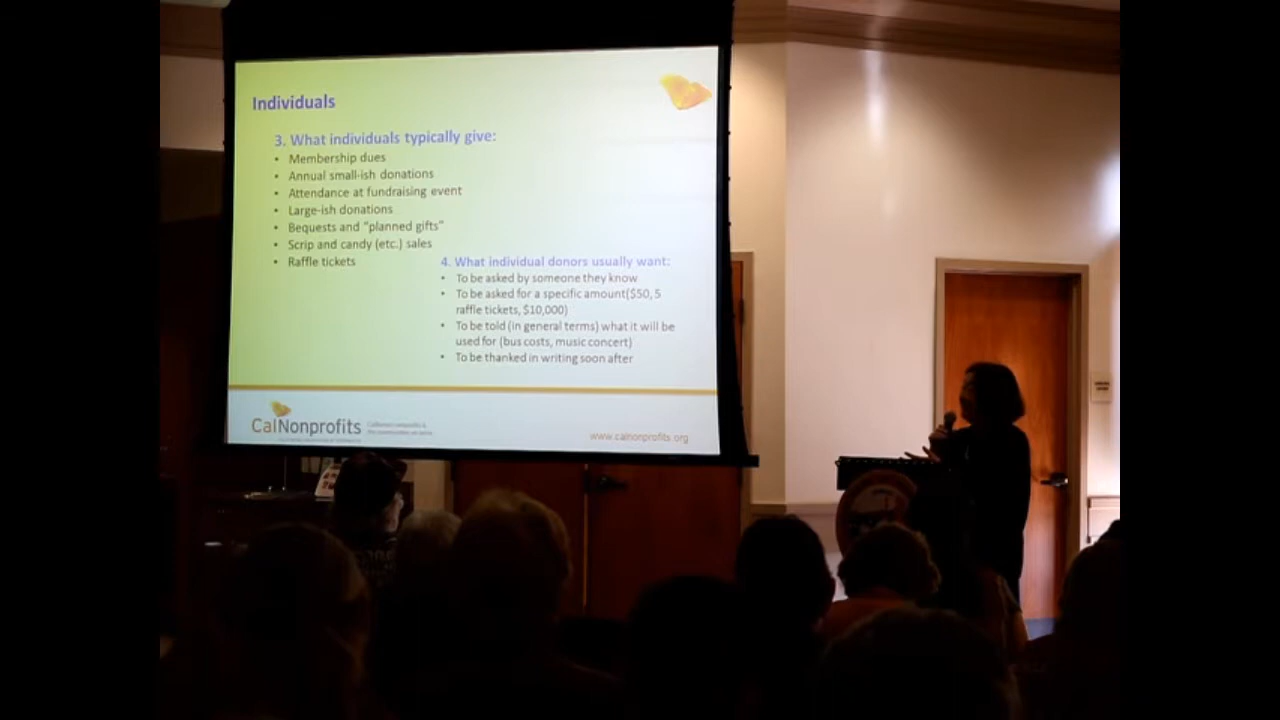 Individuals
3. What individuals typically give:
• Membership dues
• Annual small-ish donations
• Attendance at fundraising event
• Large-ish donations
• Bequests and “planned gifts”
• Scrip and candy (etc.) sales
• Raffle tickets
4. What individual donors usually want:
• To be asked by someone they know
• To be asked for a specific amount($50, 5
raffle tickets, $10,000)
• To be told (in general terms) what it will be
used for (bus costs, music concert)
• To be thanked in writing soon after
CalNonprofits
www.calnonprofits.org